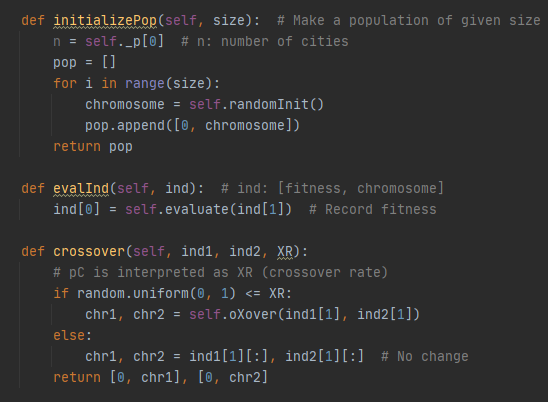 def initializePop(self, size):  # Make a population of given size
    n = self._p[0]  # n: number of cities
    pop = []
    for i in range(size):
        chromosome = self.randomInit()
        pop.append([0, chromosome])
    return pop

def evalInd(self, ind):  # ind: [fitness, chromosome]
    ind[0] = self.evaluate(ind[1])  # Record fitness

def crossover(self, ind1, ind2, XR):
    # pC is interpreted as XR (crossover rate)
    if random.uniform(0, 1) <= XR:
        chr1, chr2 = self.oXover(ind1[1], ind2[1])
    else:
        chr1, chr2 = ind1[1][:], ind2[1][:]  # No change
    return [0, chr1], [0, chr2]